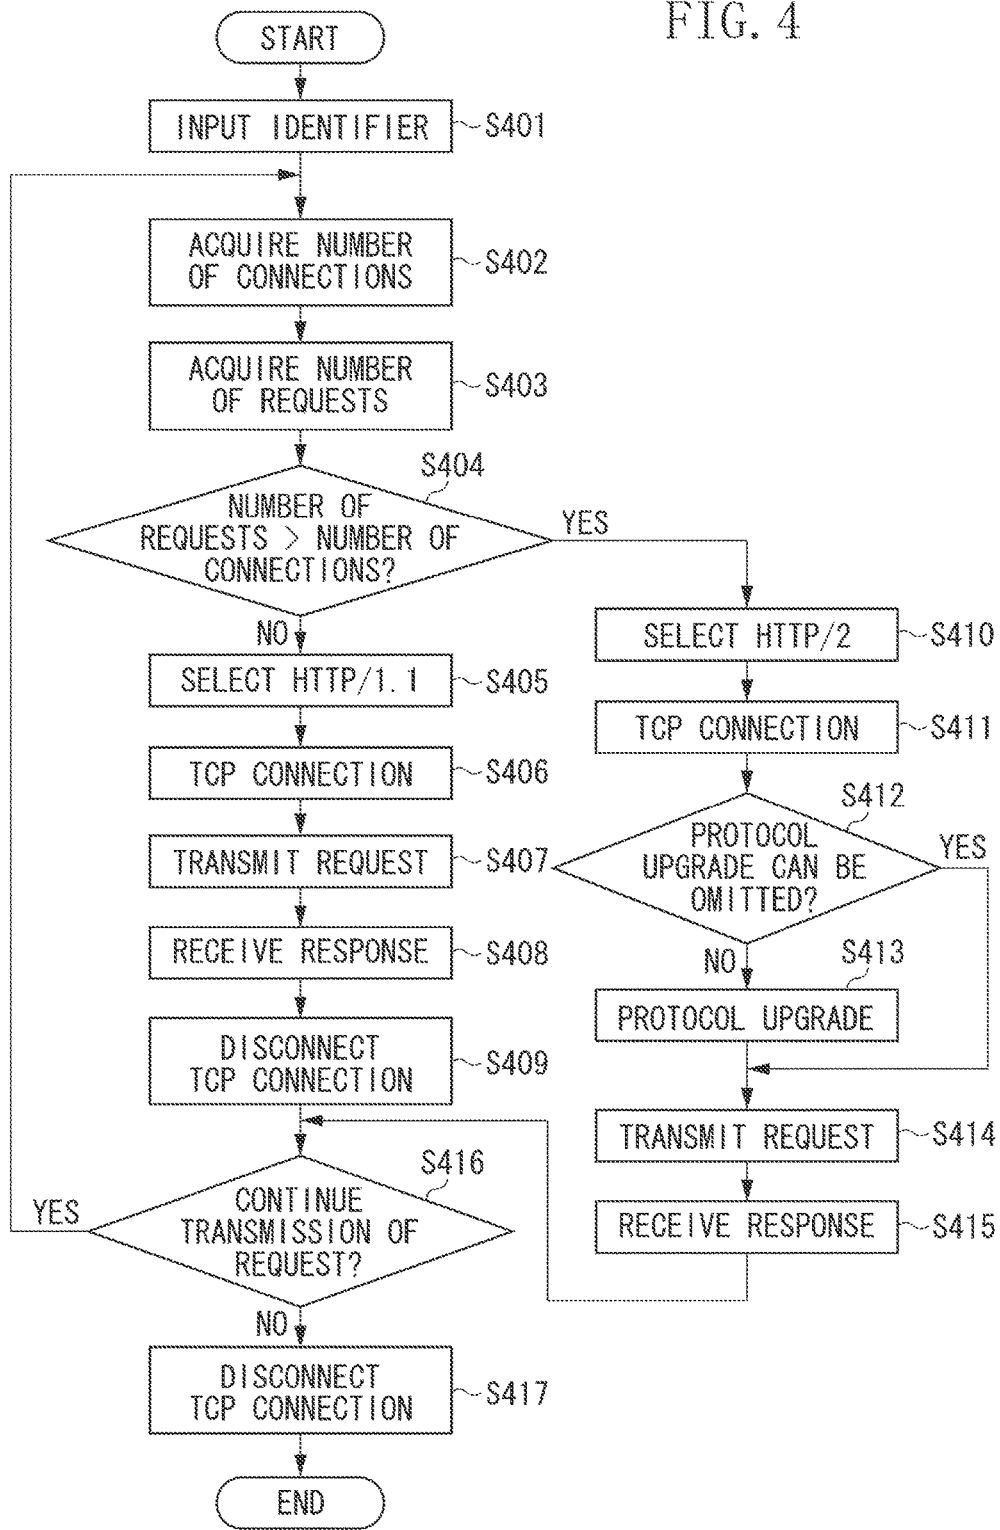 FIG. 4
START
INPUT IDENTIFIER
S401
ACQUIRE NUMBER
OF CONNECTIONS
S402
ACQUIRE NUMBER
OF REQUESTS
S403
S404
NUMBER OF
REQUESTS > NUMBER OF
CONNECTIONS?
YES
NO
SELECT HTTP/1.1
S405
TCP CONNECTION
S406
TRANSMIT REQUEST
S407
RECEIVE RESPONSE
S408
DISCONNECT
TCP CONNECTION
S409
SELECT HTTP/2
S410
TCP CONNECTION
S411
S412
PROTOCOL
UPGRADE CAN BE
OMITTED?
YES
NO
S413
PROTOCOL UPGRADE
TRANSMIT REQUEST
S414
RECEIVE RESPONSE
S415
S416
CONTINUE
TRANSMISSION OF
REQUEST?
YES
NO
DISCONNECT
TCP CONNECTION
S417
END